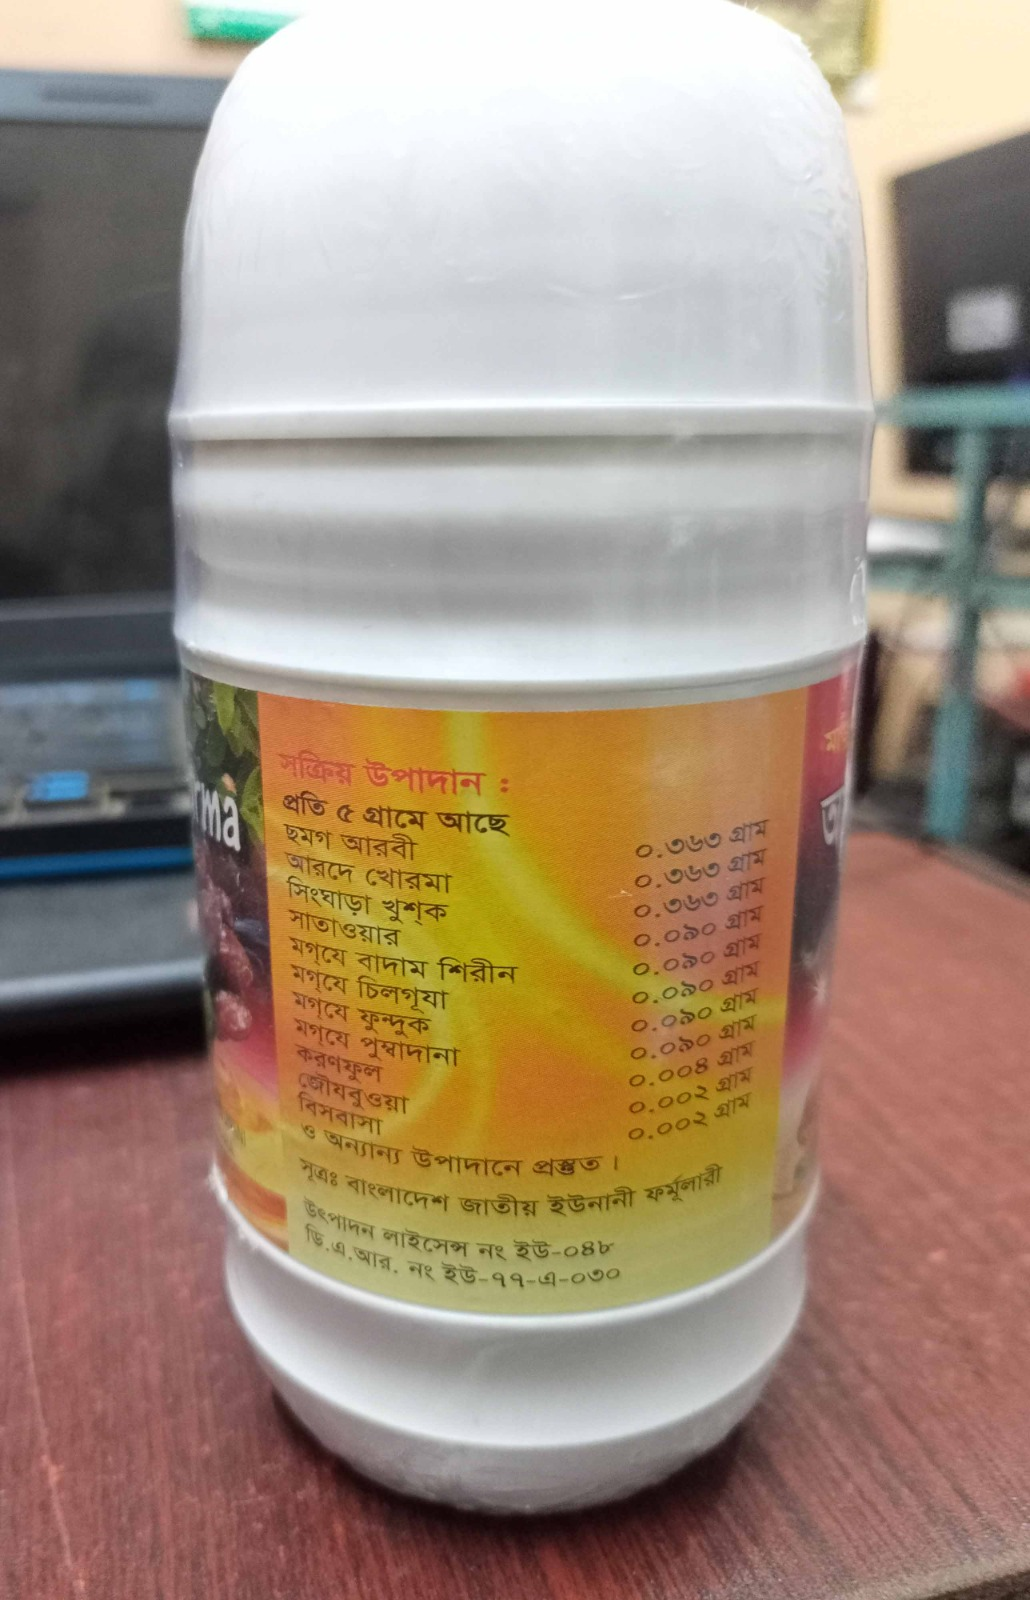 সক্রিয় উপাদান :
প্রতি ৫ গ্রামে আছে
ছমগ আরবী ০.৩৬৩ গ্রাম
আরদে খোরমা ০.৩৬৩ গ্রাম
সিংঘাড়া খুশ্ক ০.৩৬৩ গ্রাম
সাতাওয়ার ০.০৯০ গ্রাম
মগ্যে বাদাম শিরীন ০.০৯০ গ্রাম
মগ্যে চিলগূযা ০.০৯০ গ্রাম
মগ্যে ফুন্দুক ০.০৯০ গ্রাম
মগ্যে পুম্বাদানা ০.০৯০ গ্রাম
করণফুল ০.০০৪ গ্রাম
জৌযবুওয়া ০.০০২ গ্রাম
বিসবাসা ০.০০২ গ্রাম
ও অন্যান্য উপাদানে প্রস্তুত।
সূত্রঃ বাংলাদেশ জাতীয় ইউনানী ফর্মূলারী
উৎপাদন লাইসেন্স নং ইউ-০৪৮
ডি.এ.আর. নং ইউ-৭৭-এ-০৩০